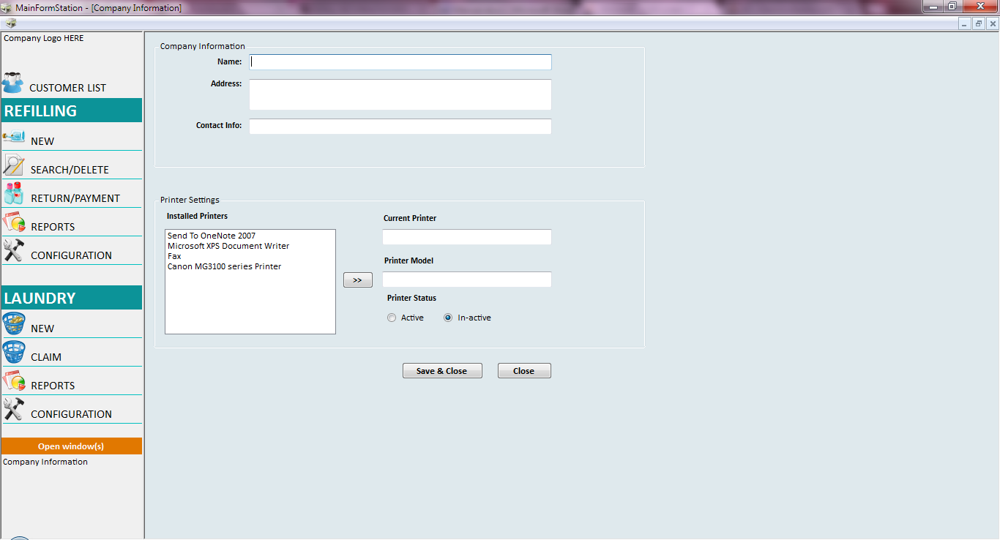 MainFormStation - [Company Information]
Company Logo HERE
CUSTOMER LIST
REFILLING
NEW
SEARCH/DELETE
RETURN/PAYMENT
REPORTS
CONFIGURATION
LAUNDRY
NEW
CLAIM
REPORTS
CONFIGURATION
Open window(s)
Company Information
Company Information
Name:
Address:
Contact Info:
Printer Settings
Installed Printers
Send To OneNote 2007
Microsoft XPS Document Writer
Fax
Canon MG3100 series Printer
>>
Current Printer
Printer Model
Printer Status
Active In-active
Save & Close Close